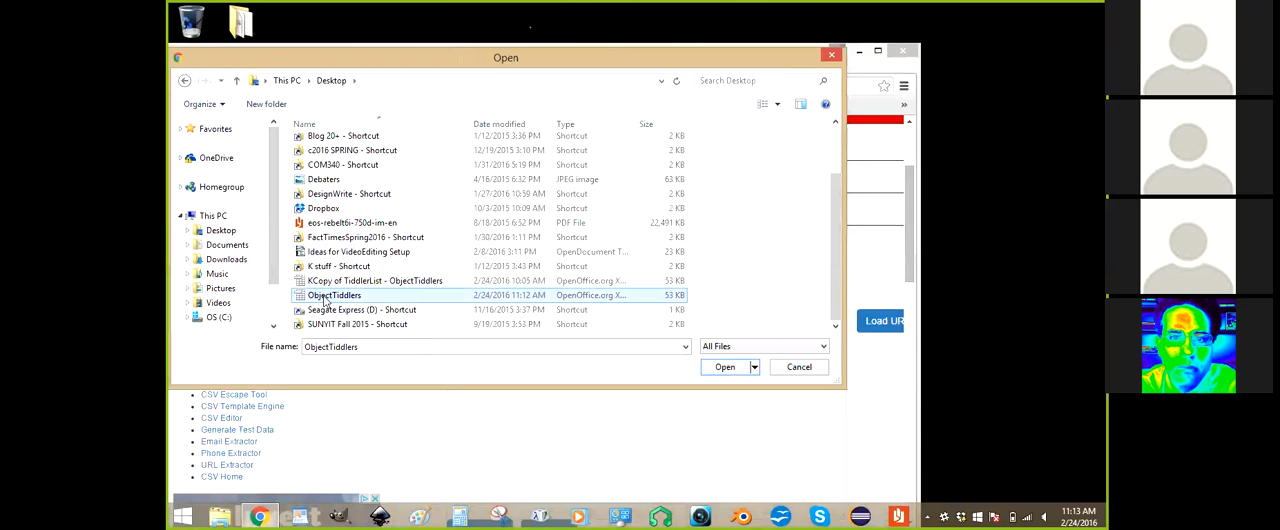 Open
This PC
Desktop
Search Desktop
Organize
New folder
Name
Date modified
Type
Size
Favorites
OneDrive
Homegroup
This PC
Desktop
Documents
Downloads
Music
Pictures
Videos
OS (C:)
Blog 20+ - Shortcut 1/12/2015 3:36 PM Shortcut 2 KB
c2016 SPRING - Shortcut 12/19/2015 3:10 PM Shortcut 2 KB
COM340 - Shortcut 1/31/2016 5:19 PM Shortcut 2 KB
Debaters 4/16/2015 6:32 PM JPEG image 63 KB
DesignWrite - Shortcut 1/27/2016 10:59 AM Shortcut 2 KB
Dropbox 10/3/2015 10:09 AM Shortcut 2 KB
eos-rebelt6i-750d-im-en 8/18/2015 6:52 PM PDF File 22,491 KB
FactTimesSpring2016 - Shortcut 1/30/2016 1:11 PM Shortcut 2 KB
Ideas for VideoEditing Setup 2/8/2016 3:11 PM OpenDocument T... 23 KB
K stuff - Shortcut 1/12/2015 3:43 PM Shortcut 2 KB
KCopy of TiddlerList - ObjectTiddlers 2/24/2016 10:05 AM OpenOffice.org X... 53 KB
ObjectTiddlers 2/24/2016 11:12 AM OpenOffice.org X... 53 KB
Seagate Express (D) - Shortcut 11/16/2015 3:37 PM Shortcut 1 KB
SUNYIT Fall 2015 - Shortcut 9/19/2015 3:53 PM Shortcut 2 KB
File name: ObjectTiddlers
All Files
Open
Cancel
Load UR
CSV Escape Tool
CSV Template Engine
CSV Editor
Generate Test Data
Email Extractor
Phone Extractor
URL Extractor
CSV Home
11:13 AM
2/24/2016